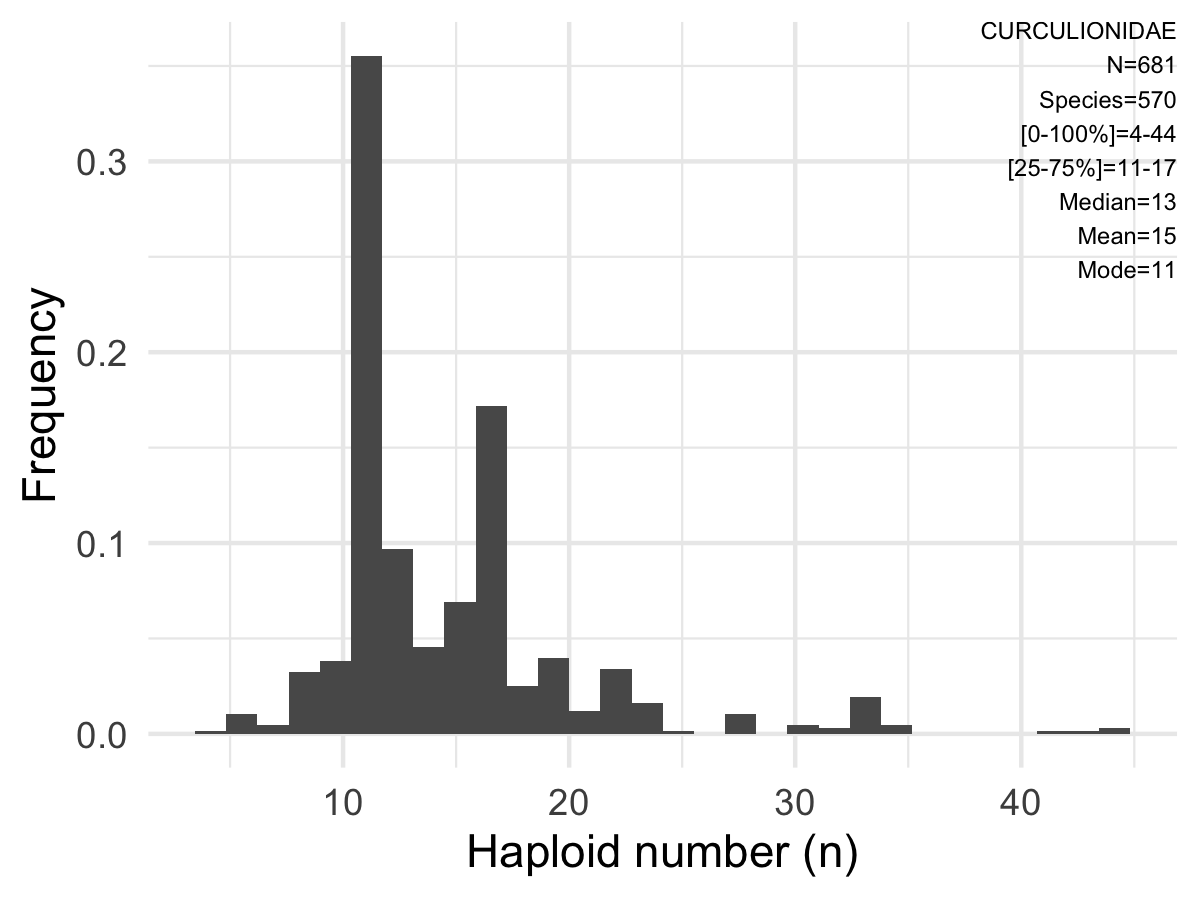 CURCULIONIDAE
N=681
Species=570
[0-100%]=4-44
[25-75%]=11-17
Median=13
Mean=15
Mode=11
Frequency
0.3
0.2
0.1
0.0
10 20 30 40
Haploid number (n)